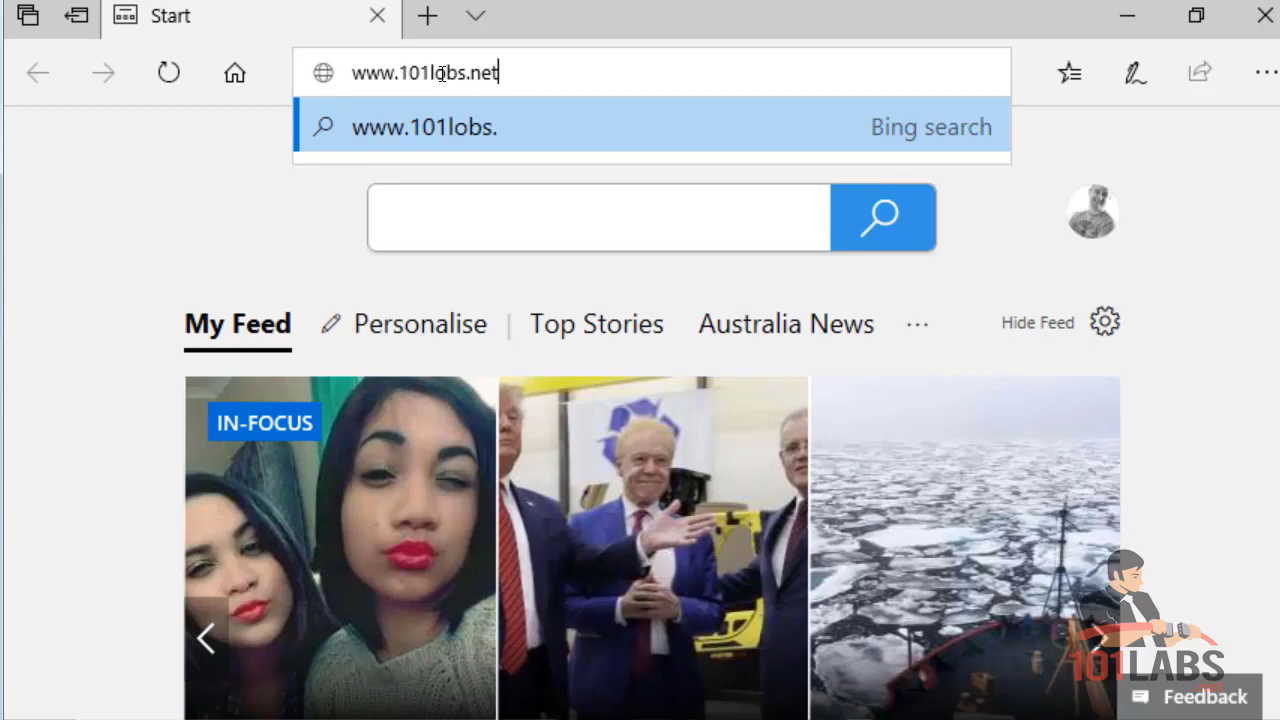 Start
www.101lobs.net
www.101lobs. Bing search
My Feed Personalise | Top Stories Australia News ... Hide Feed
IN-FOCUS
101LABS
Feedback